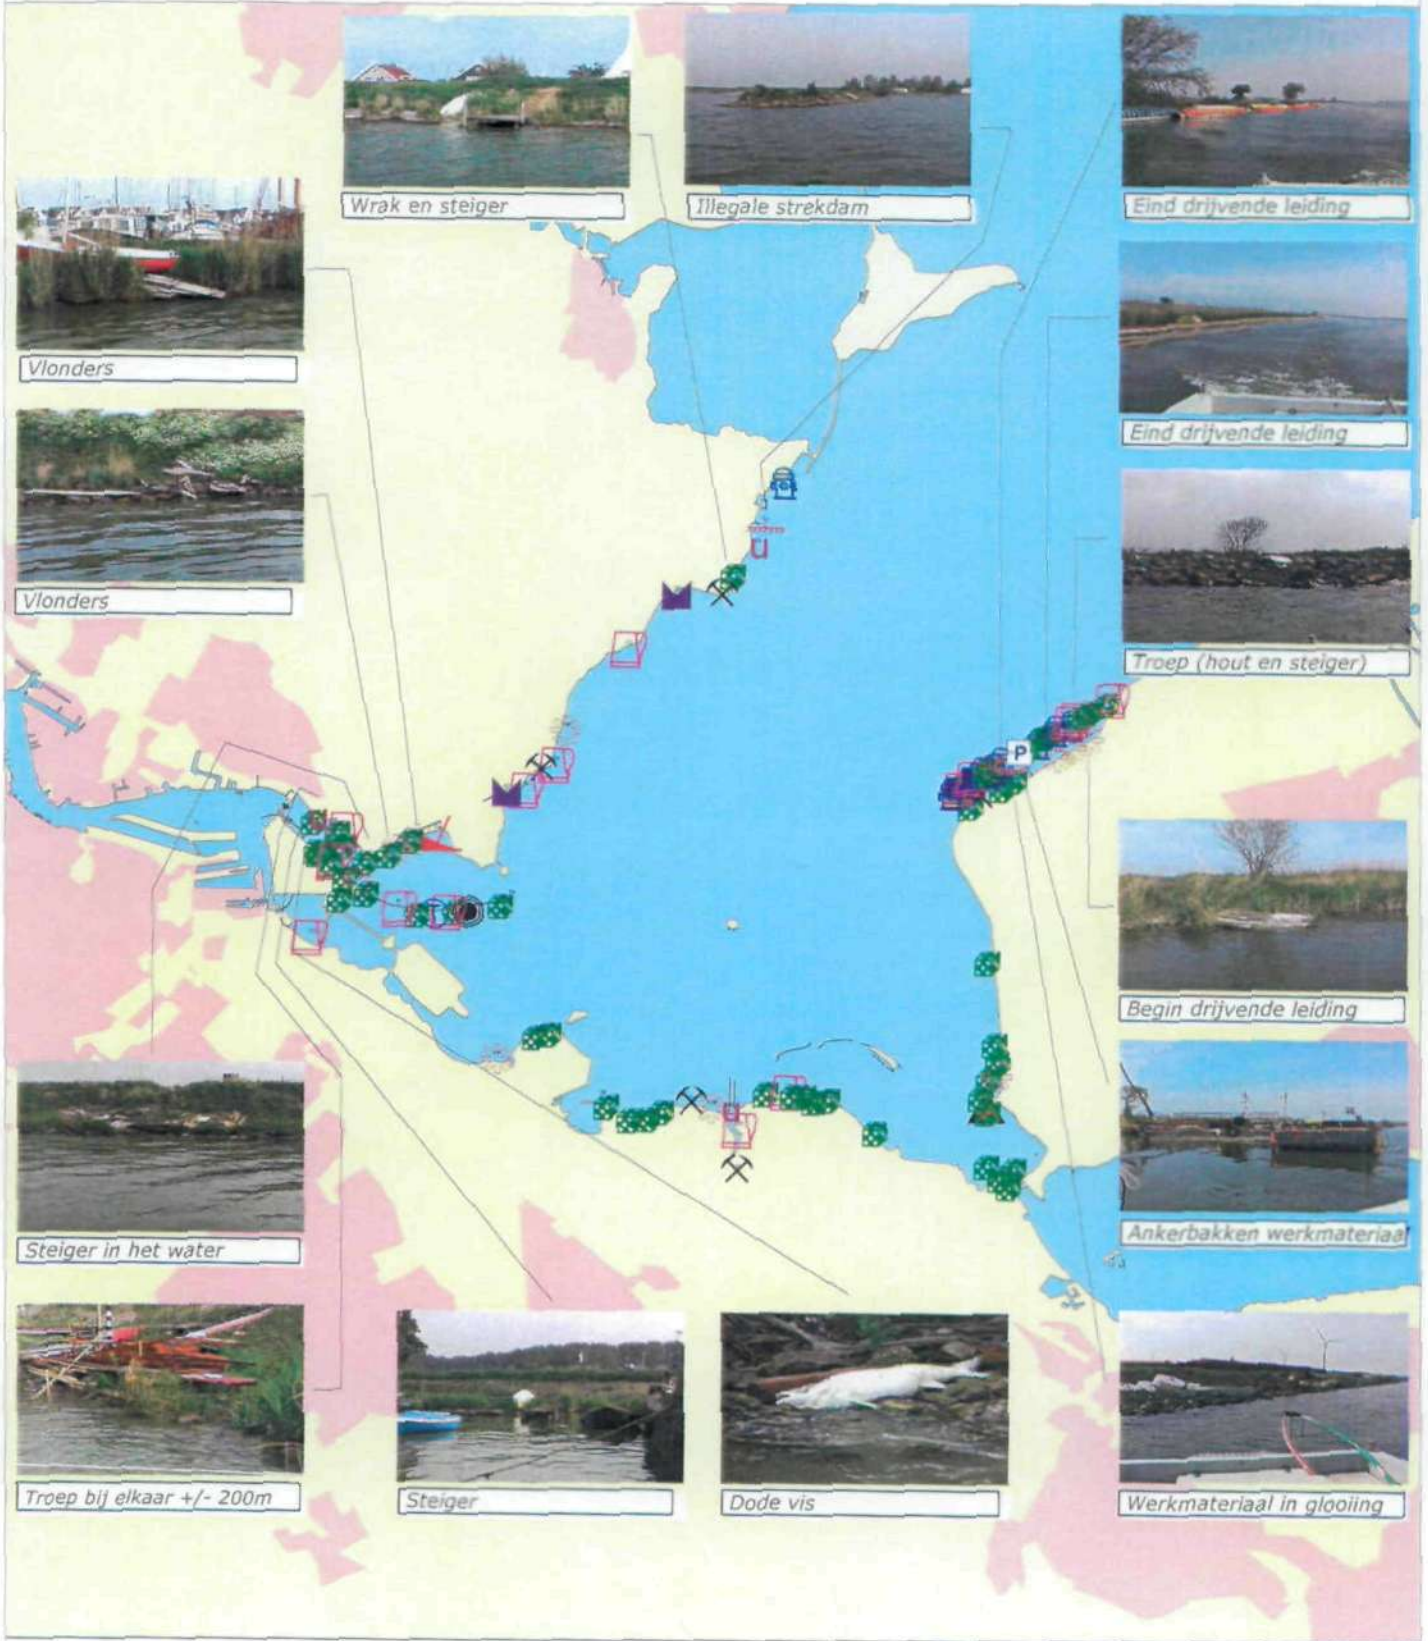 Wrak en steiger
Illegale strekdam
Eind drijvende leiding
Vlonders
Eind drijvende leiding
Vlonders
Troep (hout en steiger)
U
P
Begin drijvende leiding
Steiger in het water
Ankerbakken werkmateriaa
Troep bij elkaar +/- 200m
Steiger
Dode vis
Werkmateriaal in glooiing